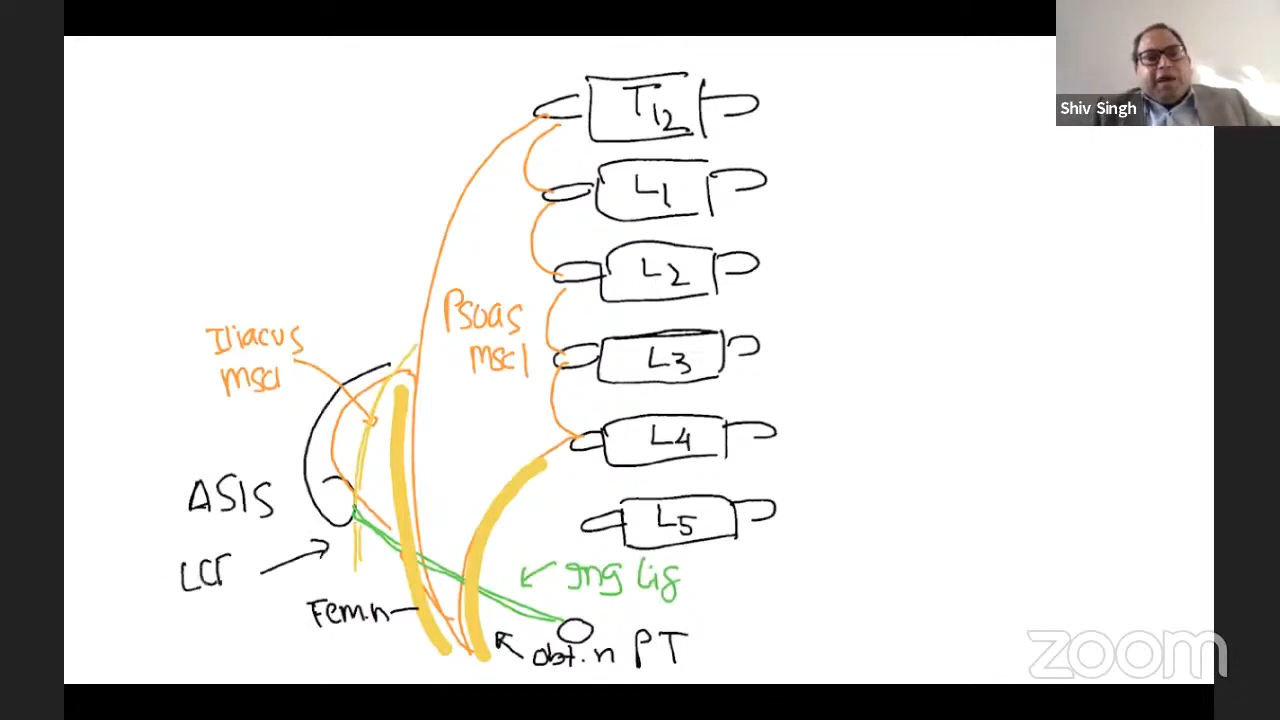 Shiv Singh
T12
L1
L2
Psoas
mscl
L3
Iliacus
mscl
L4
ASIS
L5
LCF
Ing Lig
Fem.n
obt.n PT
zoom